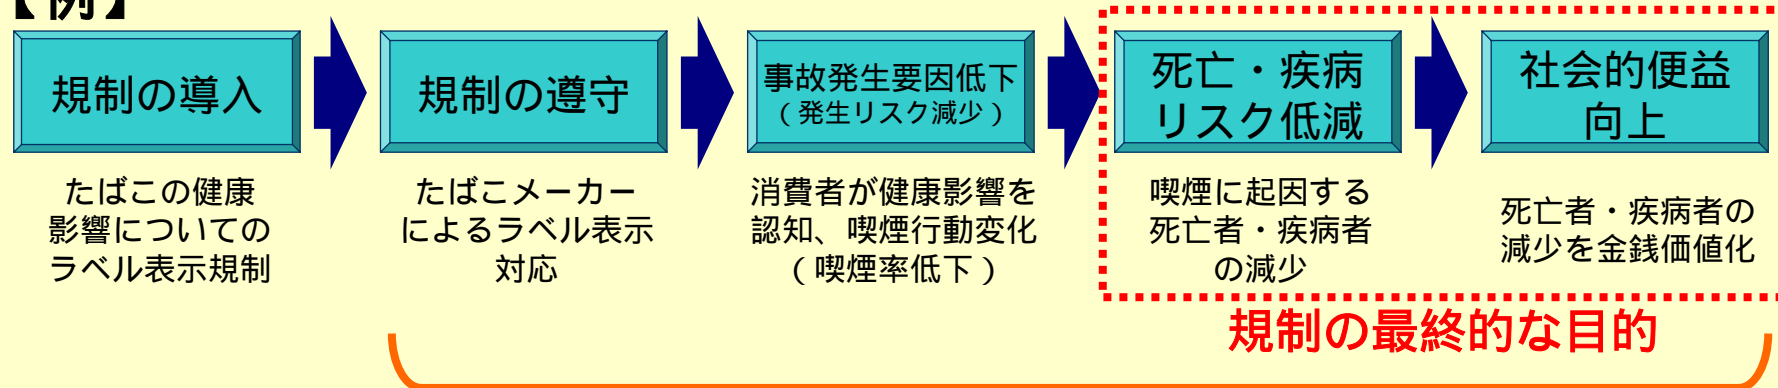 【例】
規制の導入
規制の遵守
事故発生要因低下
（発生リスク減少）
死亡・疾病
リスク低減
社会的便益
向上
たばこの健康
影響についての
ラベル表示規制
たばこメーカー
によるラベル表示
対応
消費者が健康影響を
認知、喫煙行動変化
（喫煙率低下）
喫煙に起因する
死亡者・疾病者
の減少
死亡者・疾病者の
減少を金銭価値化
規制の最終的な目的